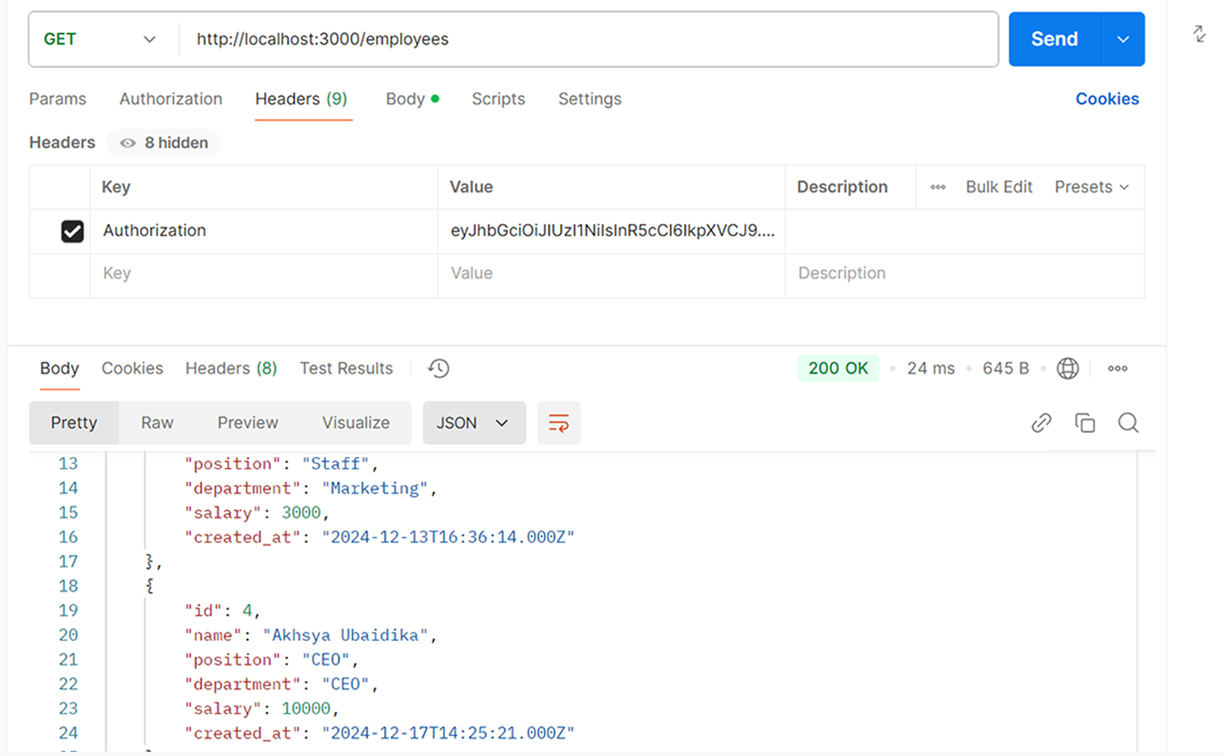 GET http://localhost:3000/employees Send
Params Authorization Headers (9) Body Scripts Settings Cookies
Headers 8 hidden
Key Value Description Bulk Edit Presets
Authorization eyJhbGciOiJIUzI1NiIsInR5cCI6IkpXVCJ9....
Key Value Description
Body Cookies Headers (8) Test Results 200 OK 24 ms 645 B
Pretty Raw Preview Visualize JSON
13 "position": "Staff",
14 "department": "Marketing",
15 "salary": 3000,
16 "created_at": "2024-12-13T16:36:14.000Z"
17 },
18 {
19 "id": 4,
20 "name": "Akhsya Ubaidika",
21 "position": "CEO",
22 "department": "CEO",
23 "salary": 10000,
24 "created_at": "2024-12-17T14:25:21.000Z"